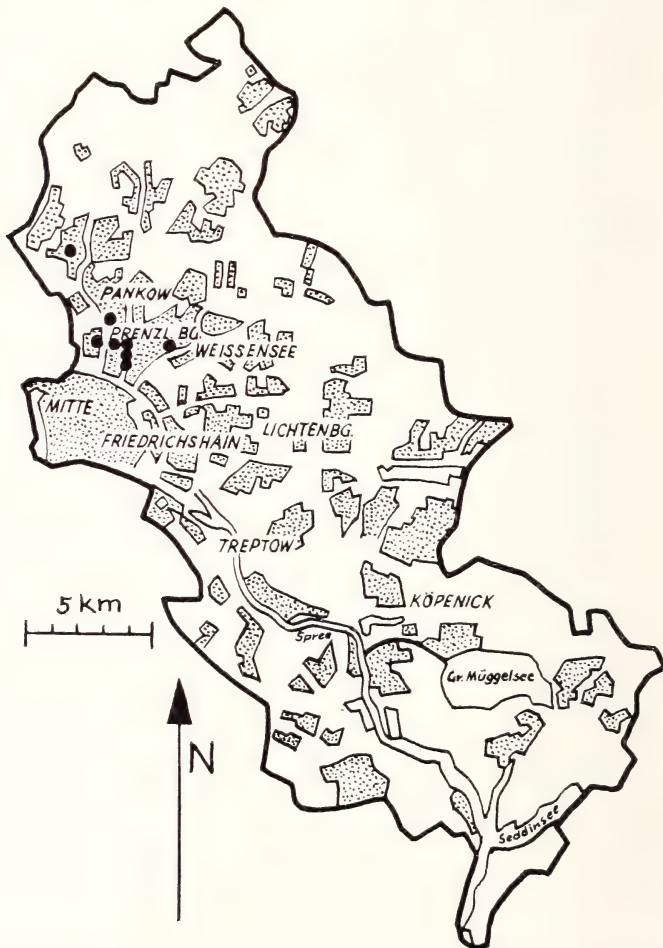 PANKOW
PRENZL. BG.
WEISSENSEE
MITTE
FRIEDRICHSHAIN
LICHTENBG.
TREPTOW
5 km
KÖPENICK
Spree
Gr. Müggelsee
N
Seddinsee